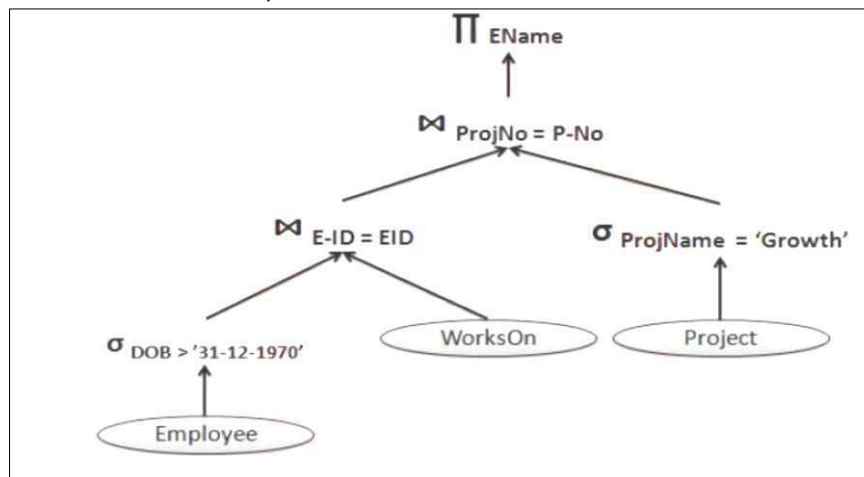 ∏ EName
⋈ ProjNo = P-No
⋈ E-ID = EID
σ ProjName = ‘Growth’
σ DOB > ’31-12-1970’
WorksOn
Project
Employee